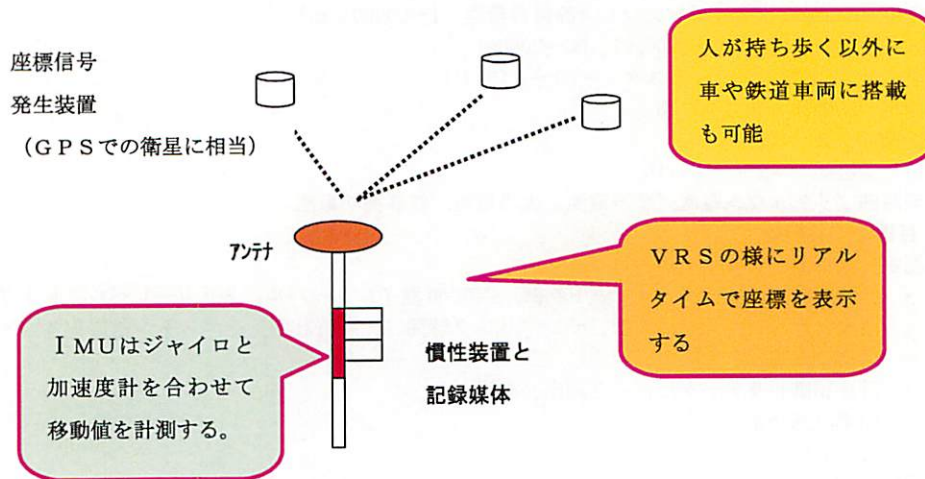 座標信号
発生装置
（ＧＰＳでの衛星に相当）
人が持ち歩く以外に
車や鉄道車両に搭載
も可能
アンテナ
ＶＲＳの様にリアル
タイムで座標を表示
する
ＩＭＵはジャイロと
加速度計を合わせて
移動値を計測する。
慣性装置と
記録媒体